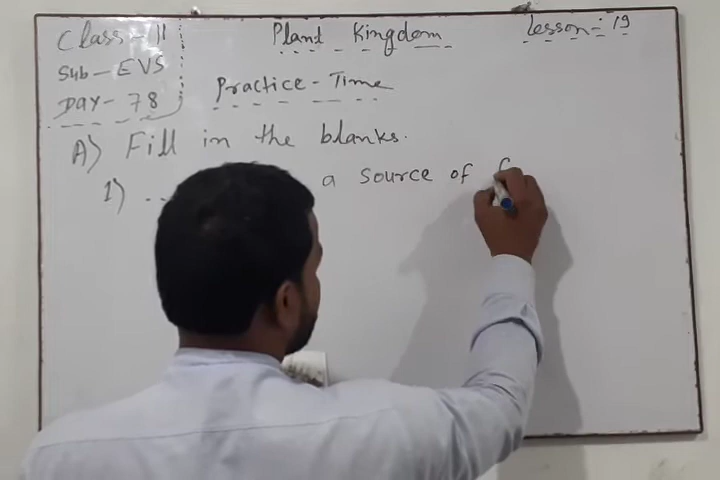 Class - II
Plant Kingdom
Lesson :- 19
Sub - EVS
Day - 78
Practice - Time
A) Fill in the blanks.
1) .. a source of f